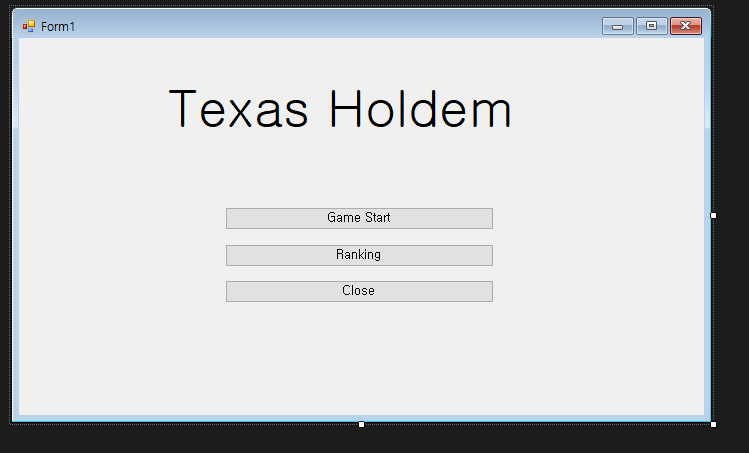 Form1
Texas Holdem
Game Start
Ranking
Close